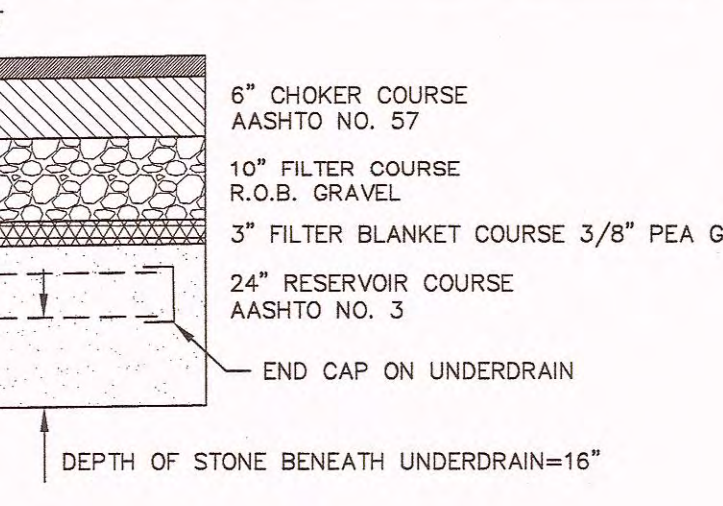 6" CHOKER COURSE
AASHTO NO. 57
10" FILTER COURSE
R.O.B. GRAVEL
3" FILTER BLANKET COURSE 3/8" PEA G
24" RESERVOIR COURSE
AASHTO NO. 3
END CAP ON UNDERDRAIN
DEPTH OF STONE BENEATH UNDERDRAIN=16"